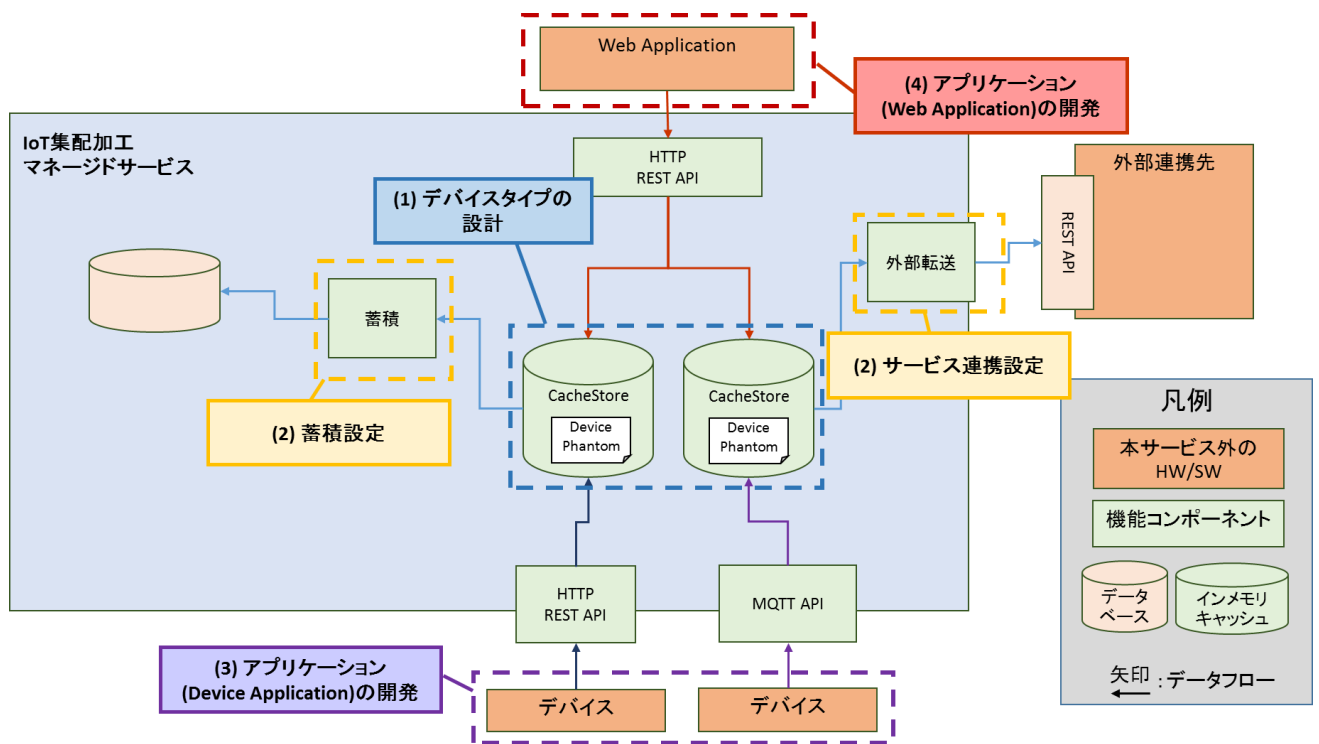 Web Application
(4) アプリケーション
(Web Application)の開発
IoT集配加工
マネージドサービス
HTTP
REST API
外部連携先
REST API
(1) デバイスタイプの
設計
外部転送
蓄積
(2) サービス連携設定
CacheStore
Device
Phantom
CacheStore
Device
Phantom
(2) 蓄積設定
凡例
本サービス外の
HW/SW
機能コンポーネント
データ
ベース
インメモリ
キャッシュ
矢印
:データフロー
HTTP
REST API
MQTT API
(3) アプリケーション
(Device Application)の開発
デバイス
デバイス